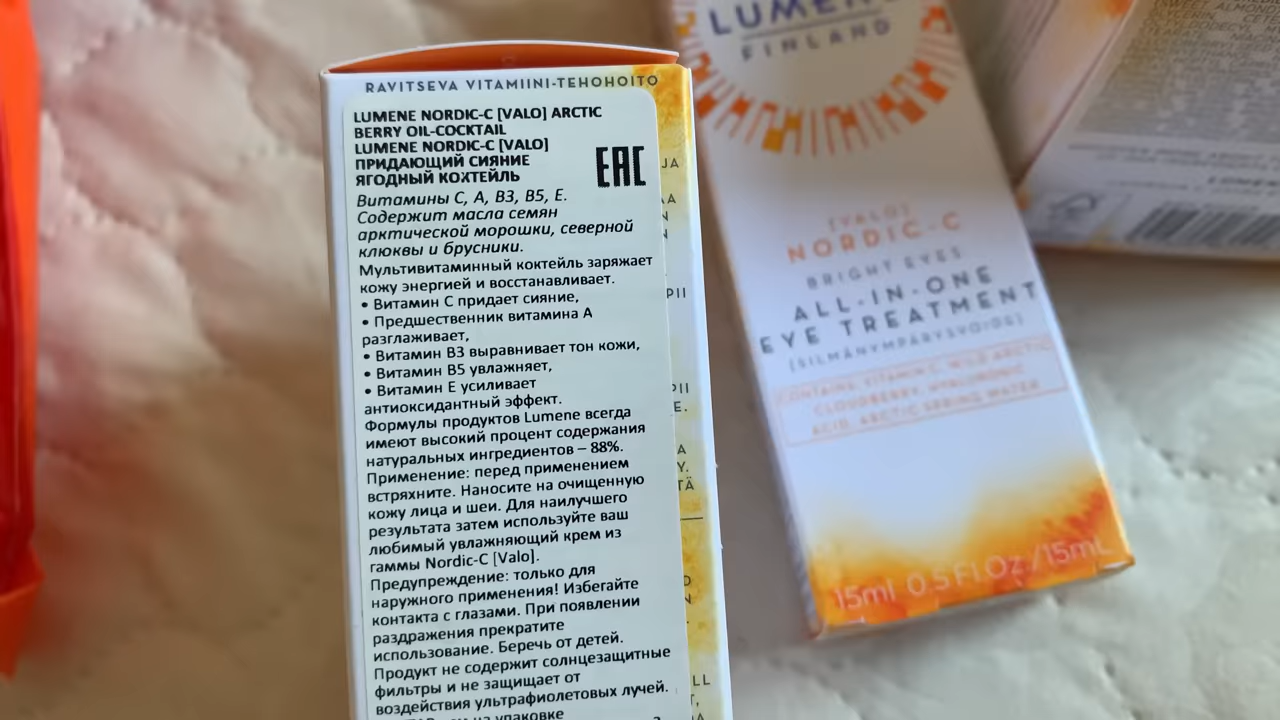 RAVITSEVA VITAMIINI-TEHOHOITO
LUMENE NORDIC-C [VALO] ARCTIC
BERRY OIL-COCKTAIL
LUMENE NORDIC-C [VALO]
ПРИДАЮЩИЙ СИЯНИЕ
ЯГОДНЫЙ КОХТЕЙЛЬ
EAC
Витамины С, А, В3, В5, Е.
Содержит масла семян
арктической морошки, северной
клюквы и брусники.
Мультивитаминный коктейль заряжает
кожу энергией и восстанавливает.
• Витамин С придает сияние,
• Предшественник витамина А
разглаживает,
• Витамин В3 выравнивает тон кожи,
• Витамин В5 увлажняет,
• Витамин Е усиливает
антиоксидантный эффект.
Формулы продуктов Lumene всегда
имеют высокий процент содержания
натуральных ингредиентов – 88%.
Применение: перед применением
встряхните. Наносите на очищенную
кожу лица и шеи. Для наилучшего
результата затем используйте ваш
любимый увлажняющий крем из
гаммы Nordic-C [Valo].
Предупреждение: только для
наружного применения! Избегайте
контакта с глазами. При появлении
раздражения прекратите
использование. Беречь от детей.
Продукт не содержит солнцезащитные
фильтры и не защищает от
воздействия ультрафиолетовых лучей.
на упаковке
LUMENE
FINLAND
[VALO]
NORDIC-C
BRIGHT EYES
ALL-IN-ONE
EYE TREATMENT
[SILMÄNYMPÄRYSVOIDE]
CONTAINS: VITAMIN C, WILD ARCTIC
CLOUDBERRY, HYALURONIC
ACID, ARCTIC SPRING WATER
15ml 0.5 Fl Oz / 15mL